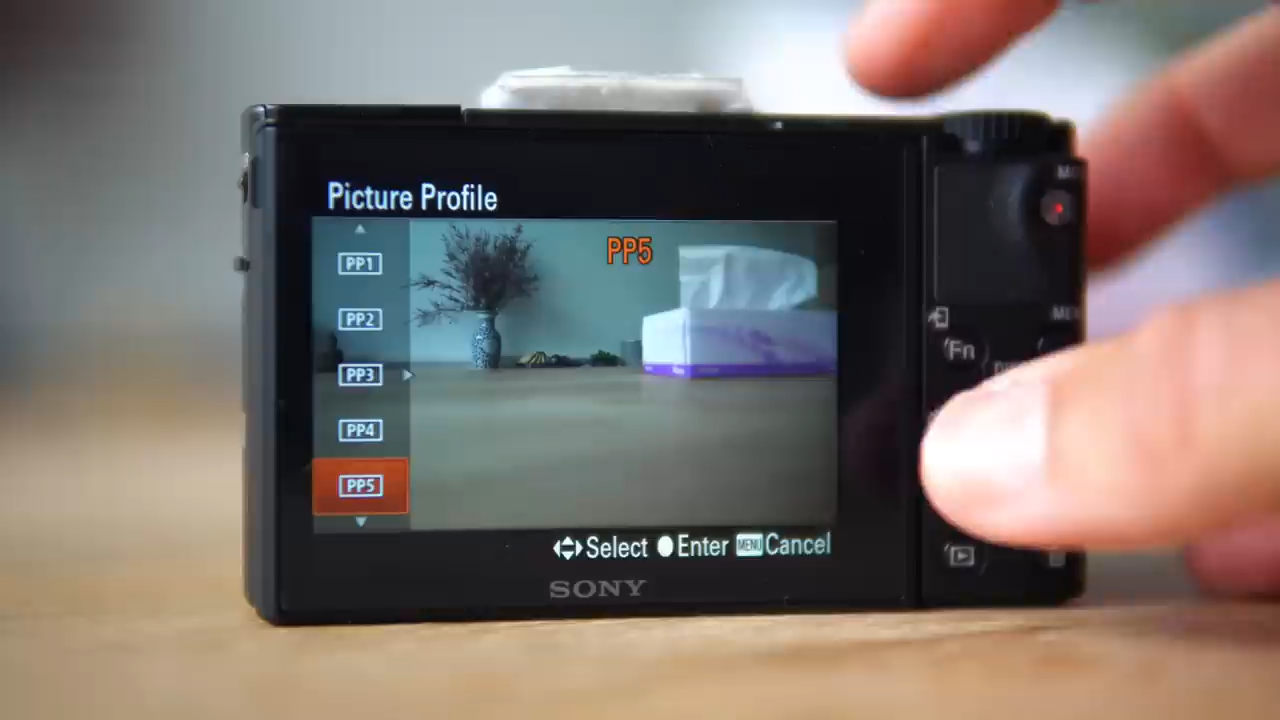 Picture Profile
PP5
PP1
PP2
PP3
PP4
PP5
Select Enter MENU Cancel
SONY
Fn